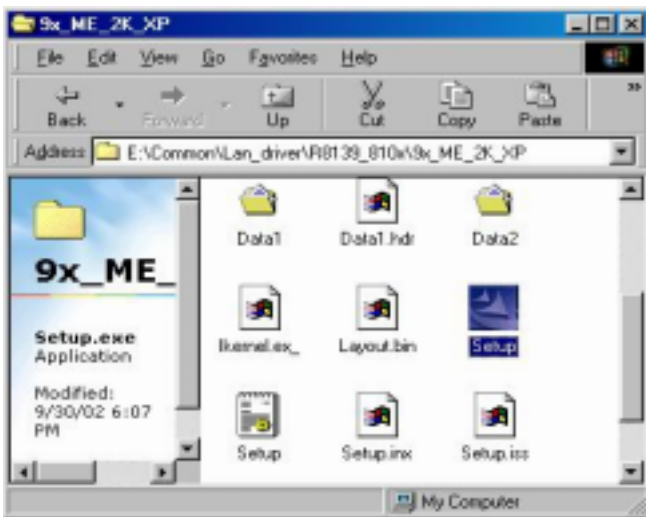 9x_ME_2K_XP
File Edit View Go Favorites Help
Back Forward Up Cut Copy Paste
Address E:\Common\Lan_driver\R8139_810x\9x_ME_2K_XP
9x_ME_
Setup.exe
Application
Modified:
9/30/02 6:07
PM
Data1 Data1.hdr Data2
Ikernel.ex_ Layout.bin Setup
Setup Setup.inx Setup.iss
My Computer